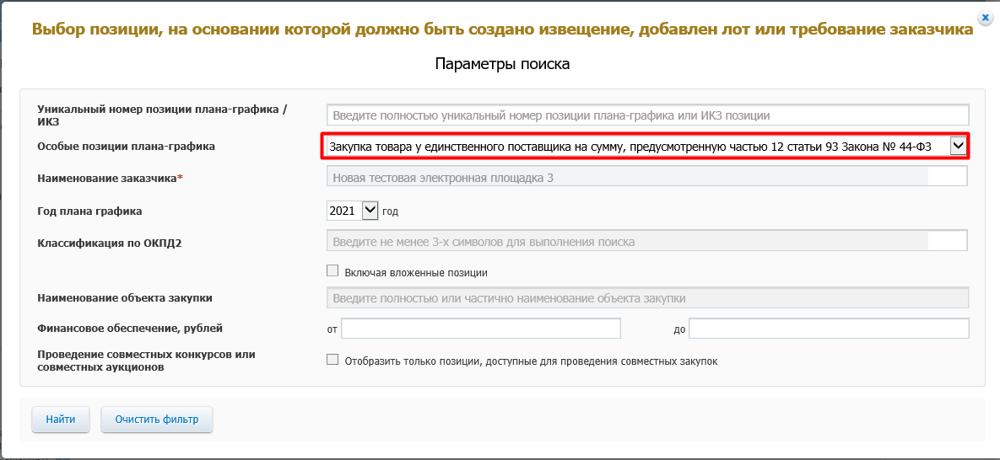 Выбор позиции, на основании которой должно быть создано извещение, добавлен лот или требование заказчика
Параметры поиска
Уникальный номер позиции плана-графика /
ИКЗ
Введите полностью уникальный номер позиции плана-графика или ИКЗ позиции
Особые позиции плана-графика
Закупка товара у единственного поставщика на сумму, предусмотренную частью 12 статьи 93 Закона № 44-ФЗ
Наименование заказчика*
Новая тестовая электронная площадка 3
Год плана графика
2021 год
Классификация по ОКПД2
Введите не менее 3-х символов для выполнения поиска
Включая вложенные позиции
Наименование объекта закупки
Введите полностью или частично наименование объекта закупки
Финансовое обеспечение, рублей
от
до
Проведение совместных конкурсов или
совместных аукционов
Отобразить только позиции, доступные для проведения совместных закупок
Найти
Очистить фильтр